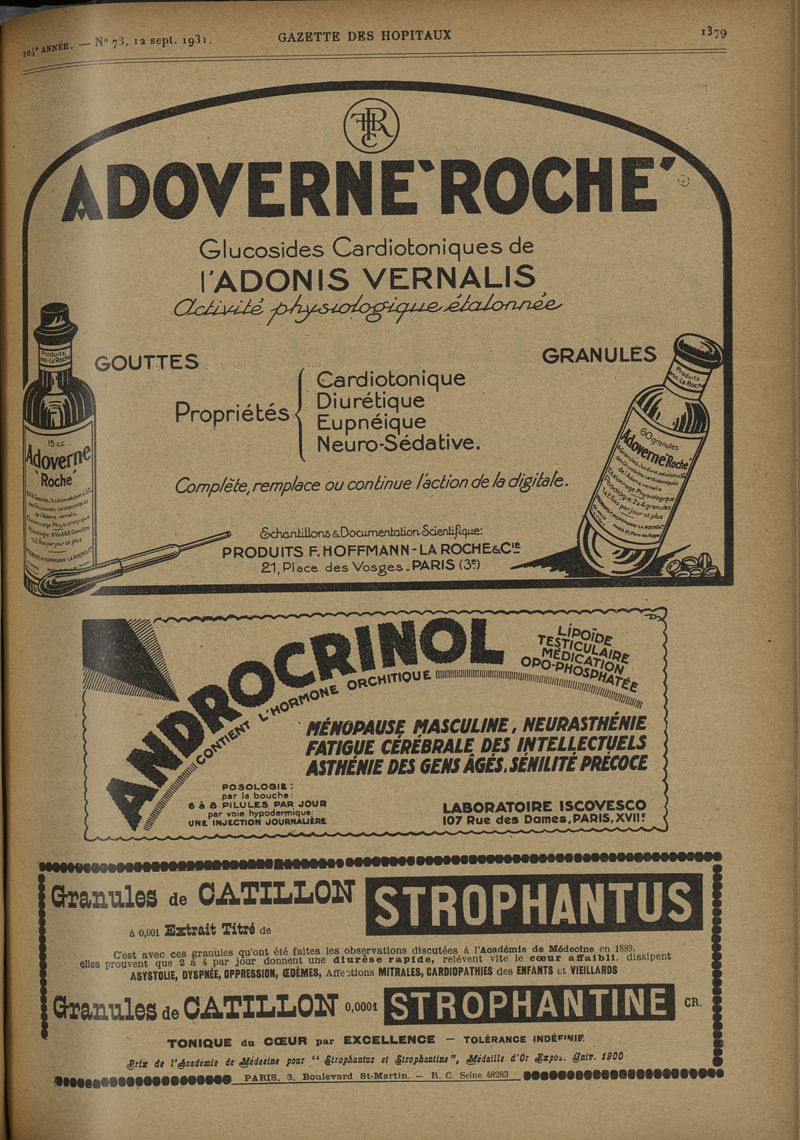 104e ANNÉE. — No 73, 12 sept. 1931.
GAZETTE DES HOPITAUX
1379
ADOVERNE `ROCHE´
Glucosides Cardiotoniques de
l'ADONIS VERNALIS
Activité physiologique étalonnée
GOUTTES
GRANULES
Propriétés
Cardiotonique
Diurétique
Eupnéique
Neuro-Sédative.
Complète, remplace ou continue l'action de la digitale.
Produits
15 c.c.
Adoverne
'Roche'
Produits
60 granules
Adoverne 'Roche'
Échantillons & Documentation Scientifique:
PRODUITS F. HOFFMANN-LA ROCHE & Cie
21, Place des Vosges - PARIS (3e)
ANDROCRINOL
CONTIENT L'HORMONE ORCHITIQUE
LIPOÏDE
TESTICULAIRE
MÉDICATION
OPO-PHOSPHATÉE
MÉNOPAUSE MASCULINE, NEURASTHÉNIE
FATIGUE CÉRÉBRALE DES INTELLECTUELS
ASTHÉNIE DES GENS ÂGÉS, SÉNILITÉ PRÉCOCE
POSOLOGIE :
par la bouche :
6 à 8 PILULES PAR JOUR
par voie hypodermique:
UNE INJECTION JOURNALIÈRE
LABORATOIRE ISCOVESCO
107 Rue des Dames, PARIS, XVIIe
Granules de CATILLON
à 0,001 Extrait Titré de
STROPHANTUS
C'est avec ces granules qu'ont été faites les observations discutées à l'Académie de Médecine en 1889,
elles prouvent que 2 à 4 par jour donnent une diurèse rapide, relèvent vite le cœur affaibli, dissipent
ASYSTOLIE, DYSPNÉE, OPPRESSION, ŒDÈMES, Affections MITRALES, CARDIOPATHIES des ENFANTS et VIEILLARDS
Granules de CATILLON 0,0001 STROPHANTINE CR.
TONIQUE du CŒUR par EXCELLENCE — TOLÉRANCE INDÉFINIE
Prix de l'Académie de Médecine pour "Strophantus et Strophantine", Médaille d'Or Expos. Univ. 1900
PARIS, 3, Boulevard St-Martin. — R. C. Seine 48283